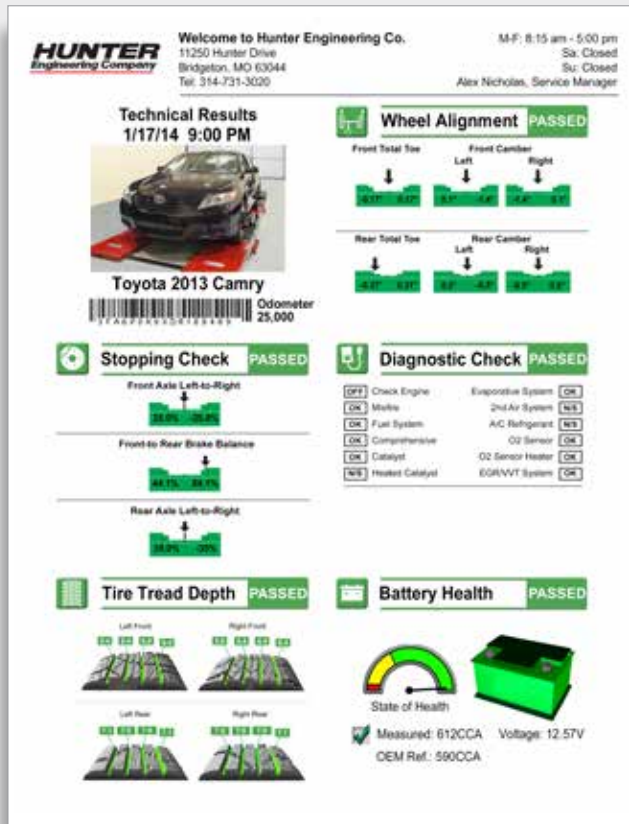 HUNTER
Engineering Company
Welcome to Hunter Engineering Co.
11250 Hunter Drive
Bridgeton, MO 63044
Tel: 314-731-3020
M-F: 8:15 am - 5:00 pm
Sa: Closed
Su: Closed
Alex Nicholas, Service Manager
Technical Results
1/17/14 9:00 PM
Toyota 2013 Camry
Odometer
25,000
Wheel Alignment PASSED
Front Total Toe Front Camber
Left Right
Rear Total Toe Rear Camber
Left Right
Stopping Check PASSED
Front Axle Left-to-Right
Front-to Rear Brake Balance
Rear Axle Left-to-Right
Diagnostic Check PASSED
OFF Check Engine Evaporative System OK
OK Misfire 2nd Air System N/S
OK Fuel System A/C Refrigerant N/S
OK Comprehensive O2 Sensor OK
OK Catalyst O2 Sensor Heater OK
N/S Heated Catalyst EGR/VVT System OK
Tire Tread Depth PASSED
Left Front Right Front
Left Rear Right Rear
Battery Health PASSED
State of Health
Measured: 612CCA Voltage: 12.57V
OEM Ref.: 590CCA